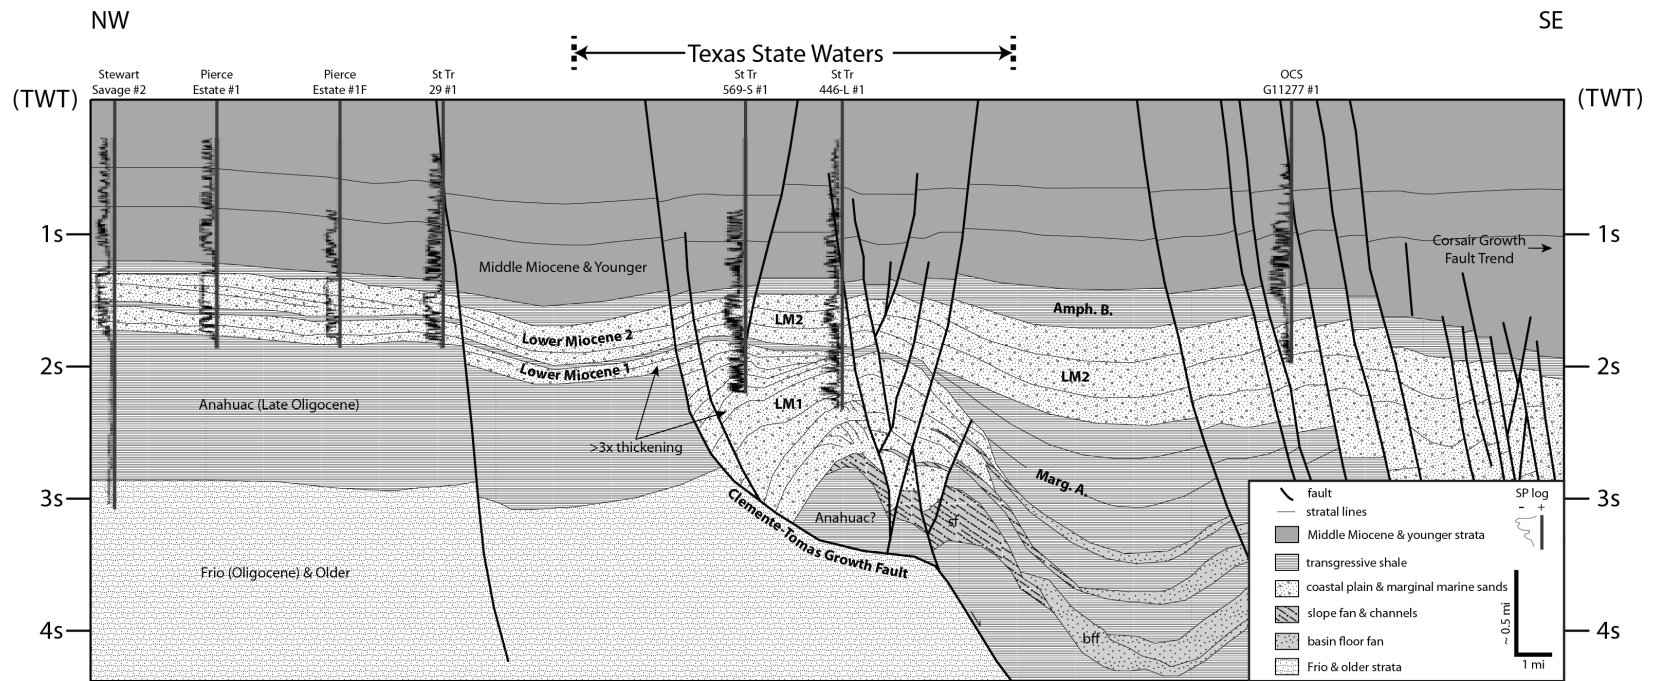 NW
SE
Texas State Waters
Stewart
Savage #2
Pierce
Estate #1
Pierce
Estate #1F
St Tr
29 #1
St Tr
569-S #1
St Tr
446-L #1
OCS
G11277 #1
(TWT)
(TWT)
1s
1s
Corsair Growth
Fault Trend
Middle Miocene & Younger
Amph. B.
LM2
Lower Miocene 2
2s
2s
Lower Miocene 1
LM2
Anahuac (Late Oligocene)
LM1
>3x thickening
Marg. A.
3s
3s
Clemente-Tomas Growth Fault
Anahuac?
sf
Frio (Oligocene) & Older
4s
4s
bff
fault
stratal lines
SP log
- +
Middle Miocene & younger strata
transgressive shale
coastal plain & marginal marine sands
slope fan & channels
basin floor fan
Frio & older strata
~ 0.5 mi
1 mi